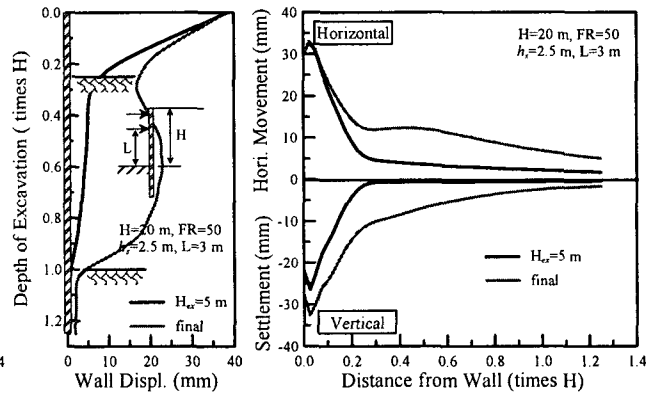 Depth of Excavation ( times H)
0.0
0.2
0.4
0.6
0.8
1.0
1.2
H
L
H=20 m, FR=50
hs=2.5 m, L=3 m
Hex=5 m
final
0 10 20 30 40
Wall Displ. (mm)
4
Settlement (mm) Hori. Movement (mm)
40
30
20
10
0
-10
-20
-30
-40
Horizontal
H=20 m, FR=50
hs=2.5 m, L=3 m
Hex=5 m
final
Vertical
0.0 0.2 0.4 0.6 0.8 1.0 1.2 1.4
Distance from Wall (times H)